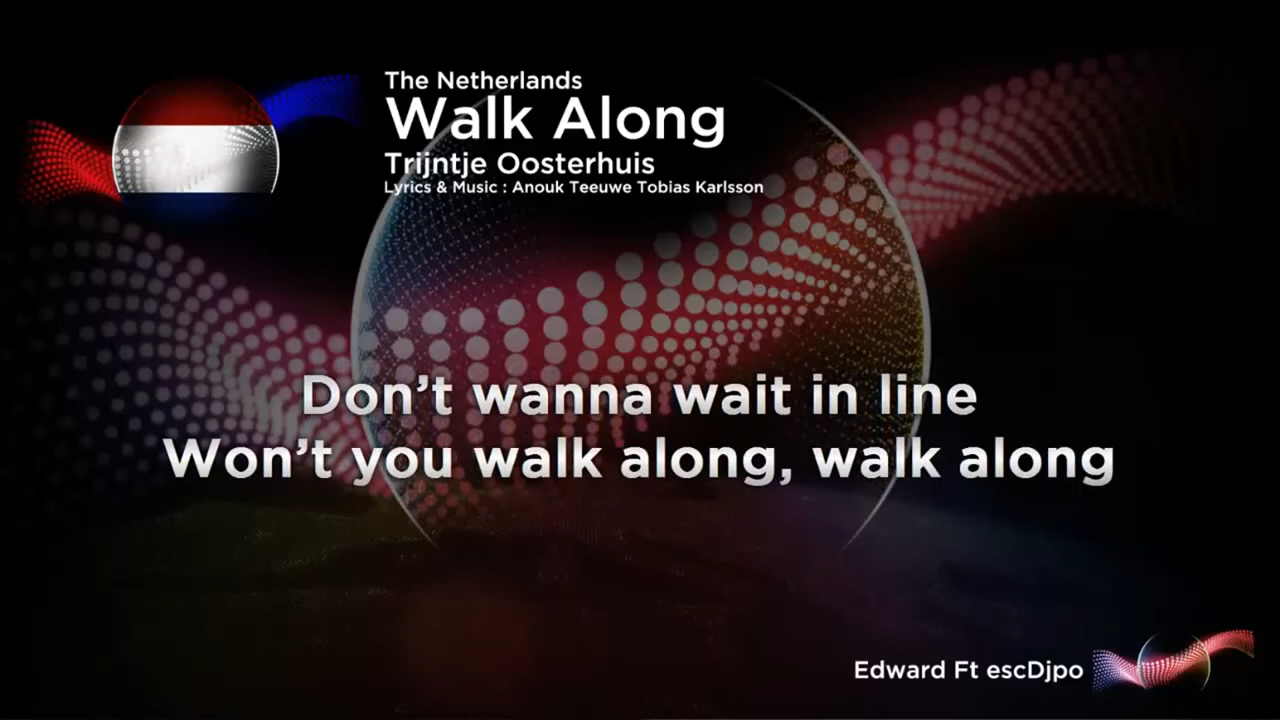 The Netherlands
Walk Along
Trijntje Oosterhuis
Lyrics & Music : Anouk Teeuwe Tobias Karlsson
Don't wanna wait in line
Won't you walk along, walk along
Edward Ft escDjpo